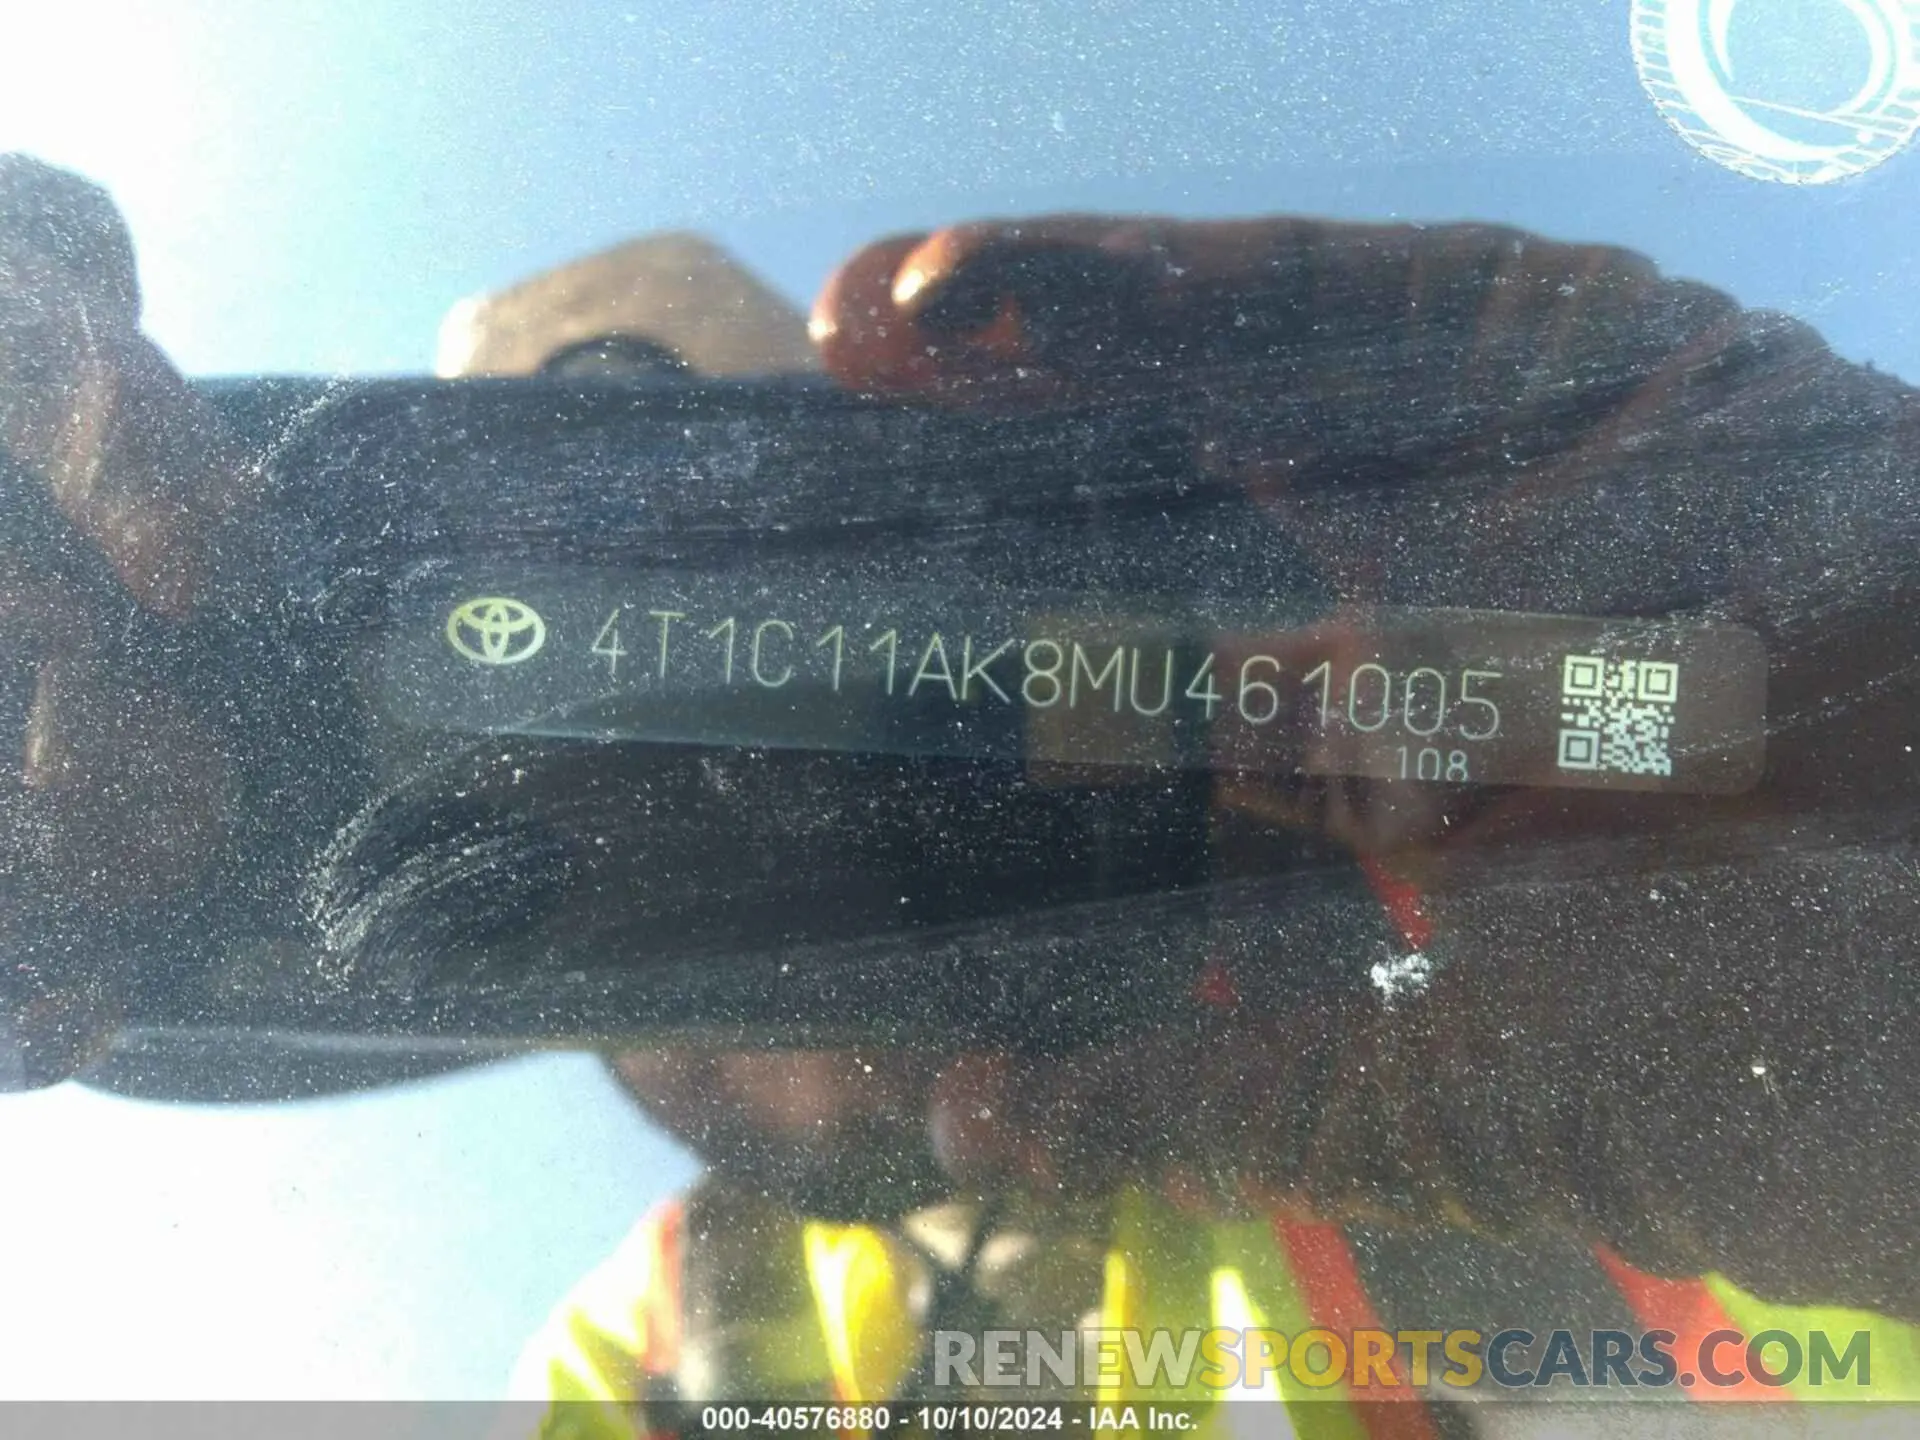 4T1C11AK8MU461005
108
RENEWSPORTSCARS.COM
000-40576880 - 10/10/2024 - IAA Inc.